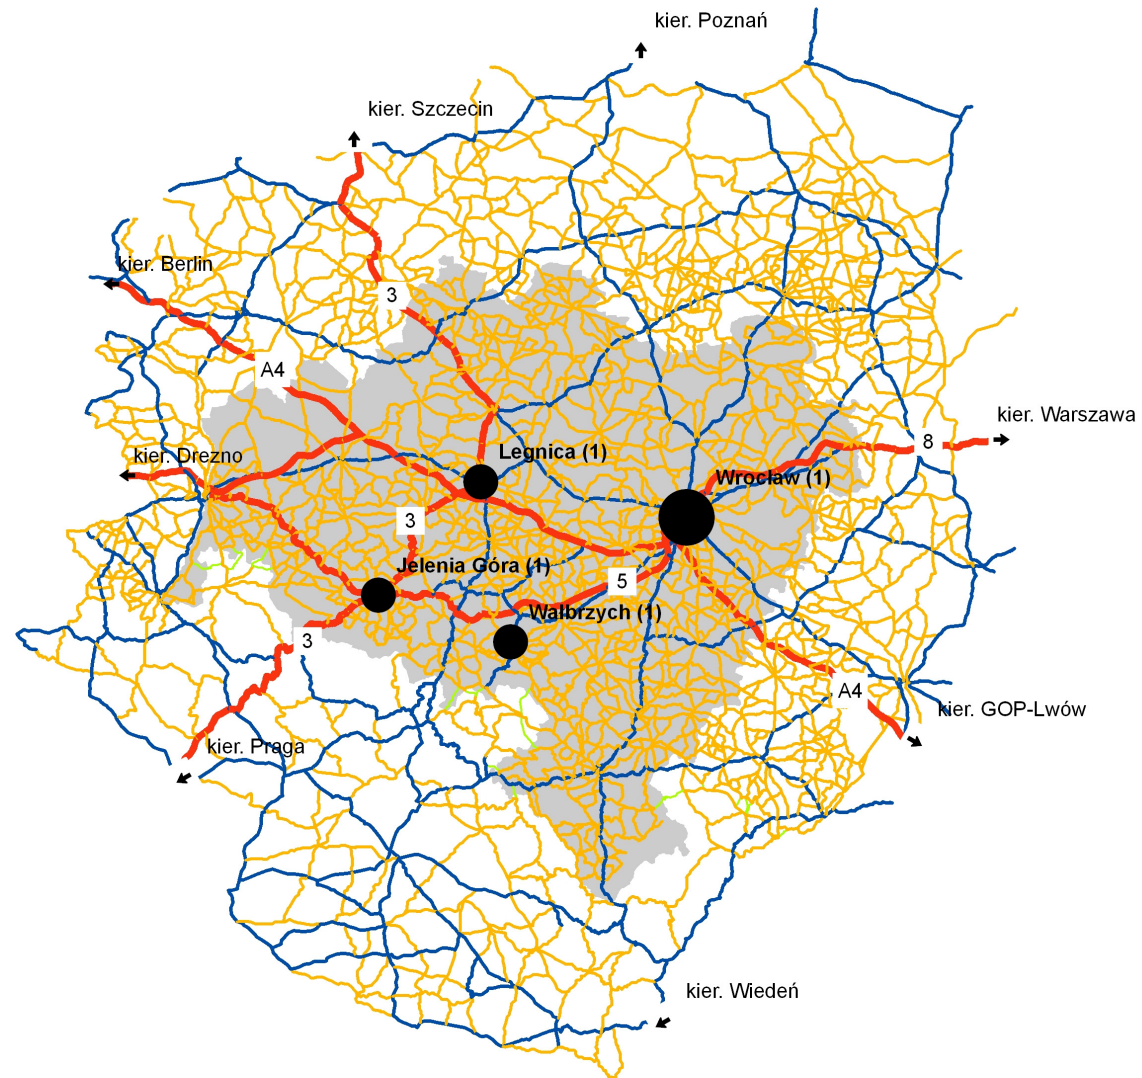 kier. Poznań
kier. Szczecin
kier. Berlin
3
A4
kier. Warszawa
8
kier. Drezno
Legnica (1)
Wrocław (1)
3
Jelenia Góra (1)
5
Walbrzych (1)
3
A4
kier. GOP-Lwów
kier. Praga
kier. Wiedeń